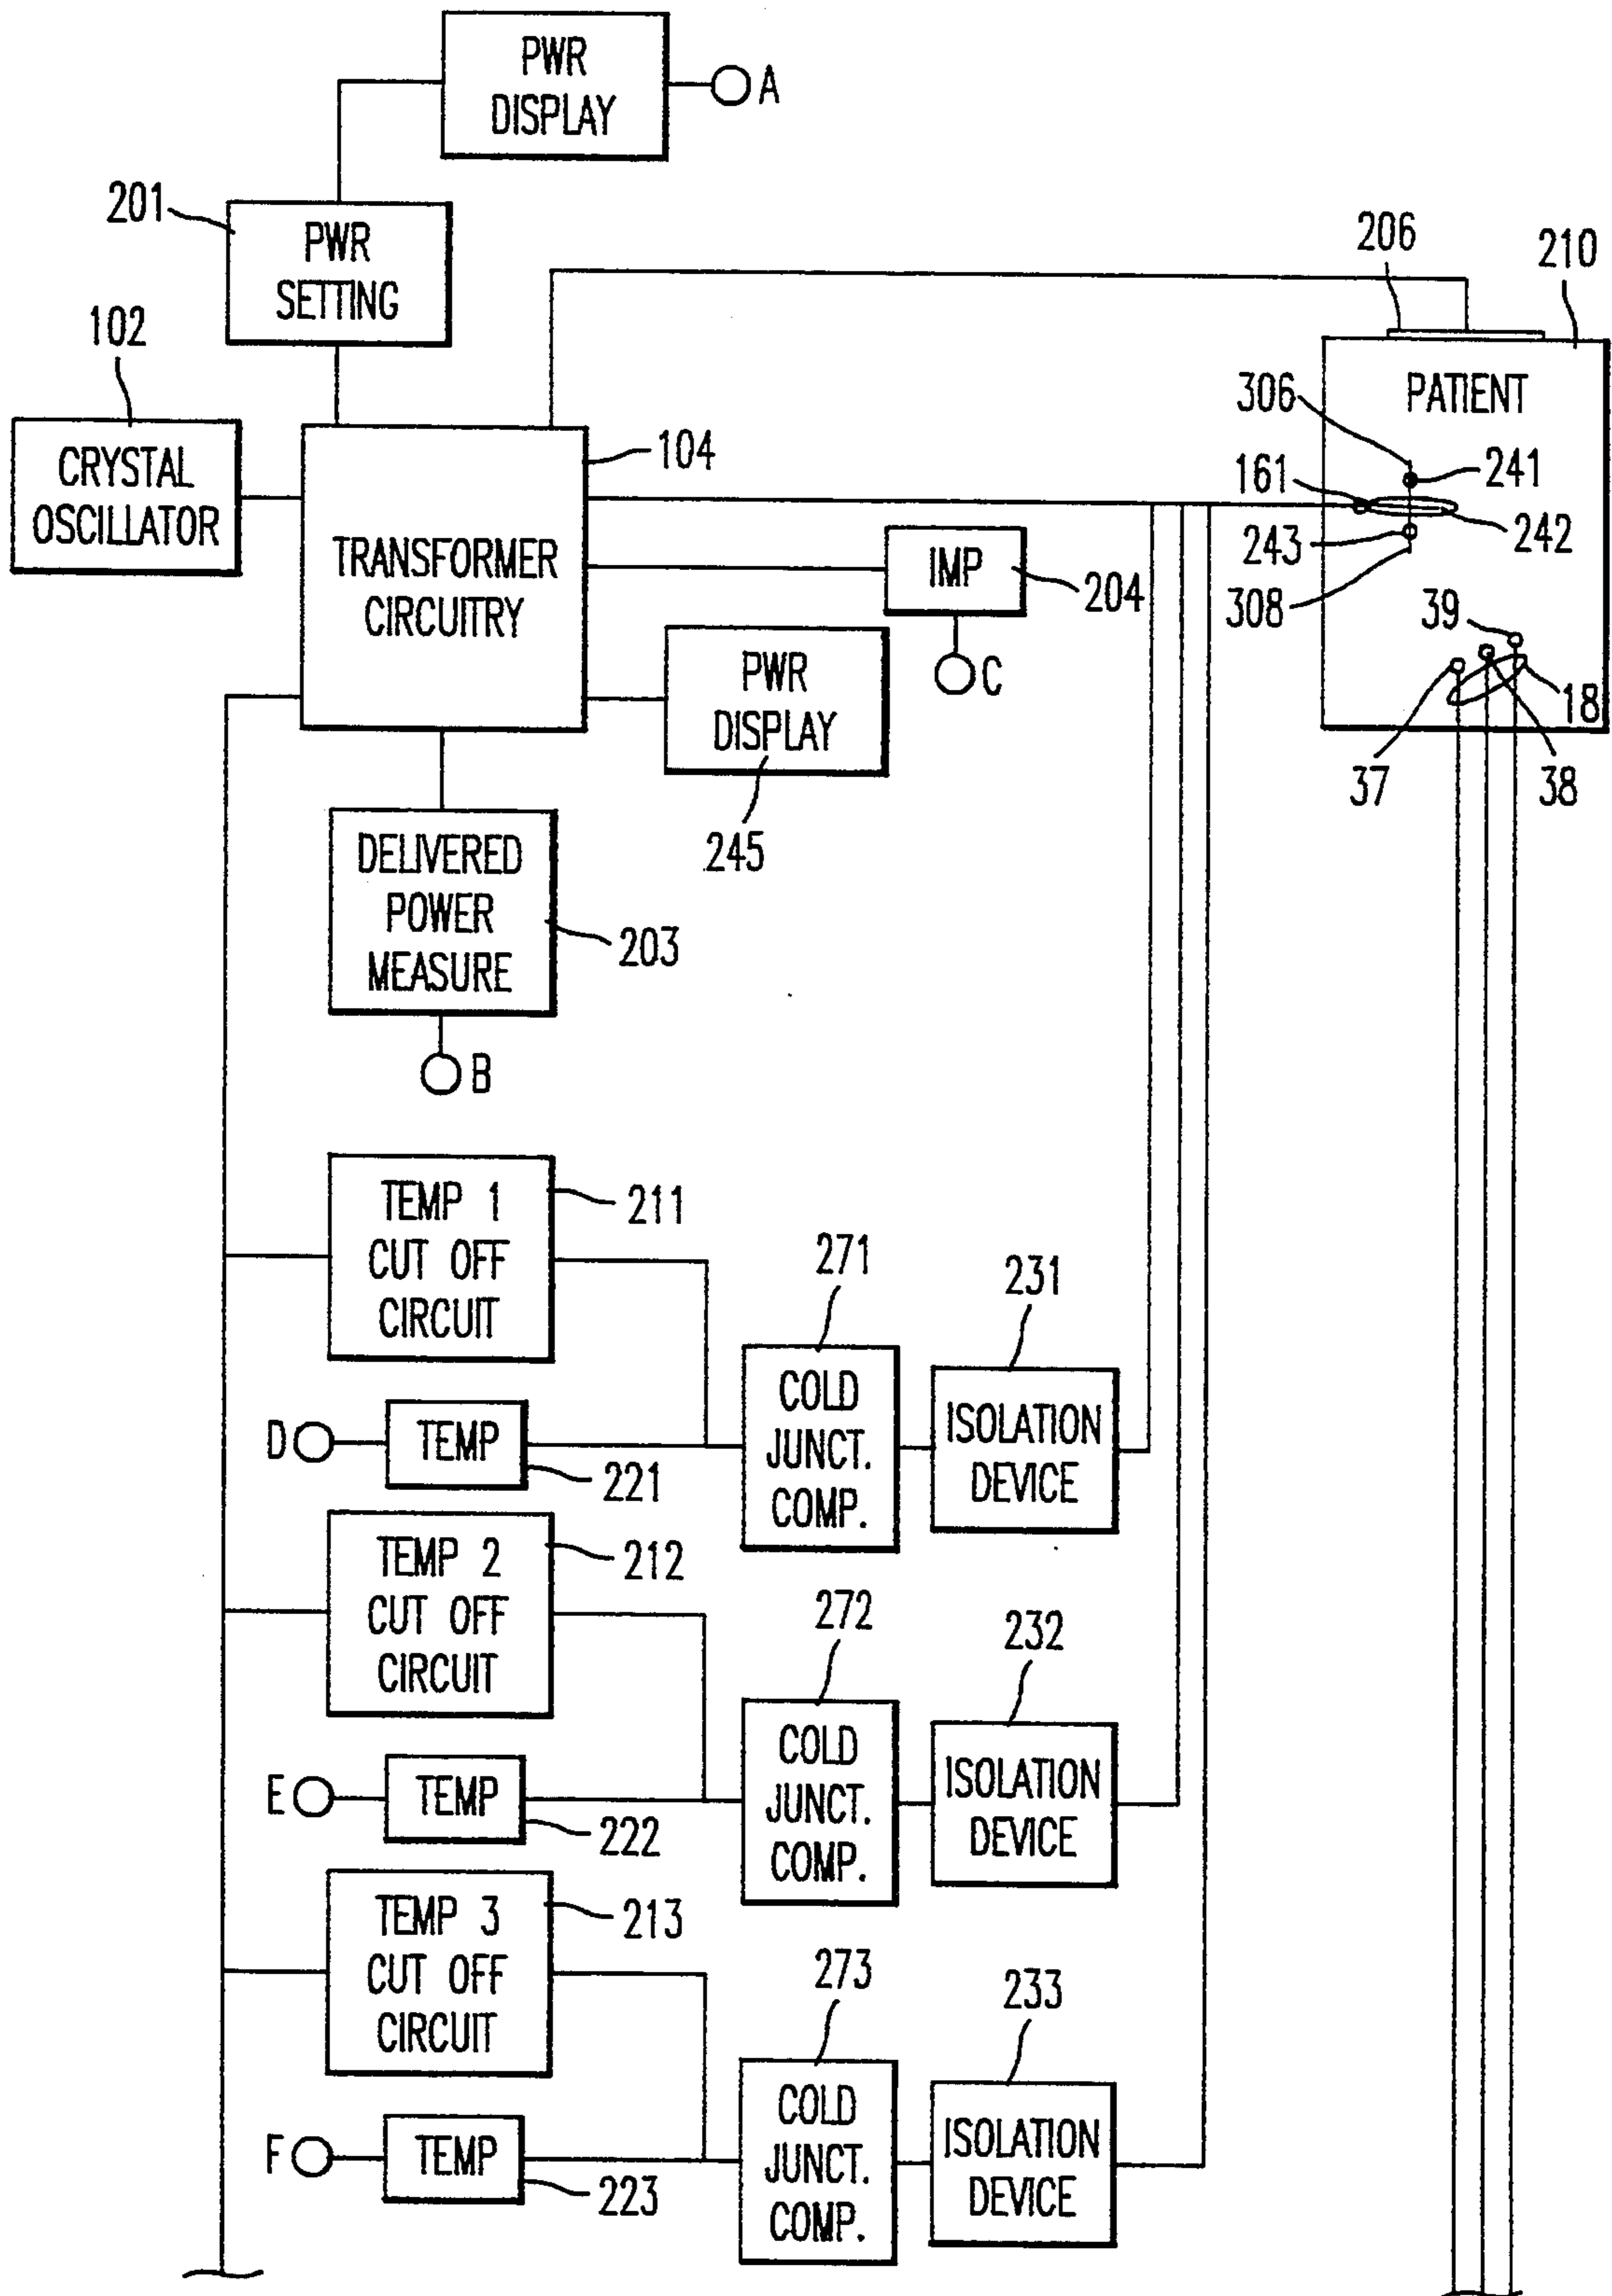 PWR
DISPLAY
A
201
PWR
SETTING
206
210
102
CRYSTAL
OSCILLATOR
104
TRANSFORMER
CIRCUITRY
PATIENT
306
241
161
242
243
308
IMP
204
C
39
18
37
38
PWR
DISPLAY
245
DELIVERED
POWER
MEASURE
203
B
TEMP 1
CUT OFF
CIRCUIT
211
271
231
COLD
JUNCT.
COMP.
ISOLATION
DEVICE
D
TEMP
221
TEMP 2
CUT OFF
CIRCUIT
212
272
232
COLD
JUNCT.
COMP.
ISOLATION
DEVICE
E
TEMP
222
TEMP 3
CUT OFF
CIRCUIT
213
273
233
COLD
JUNCT.
COMP.
ISOLATION
DEVICE
F
TEMP
223